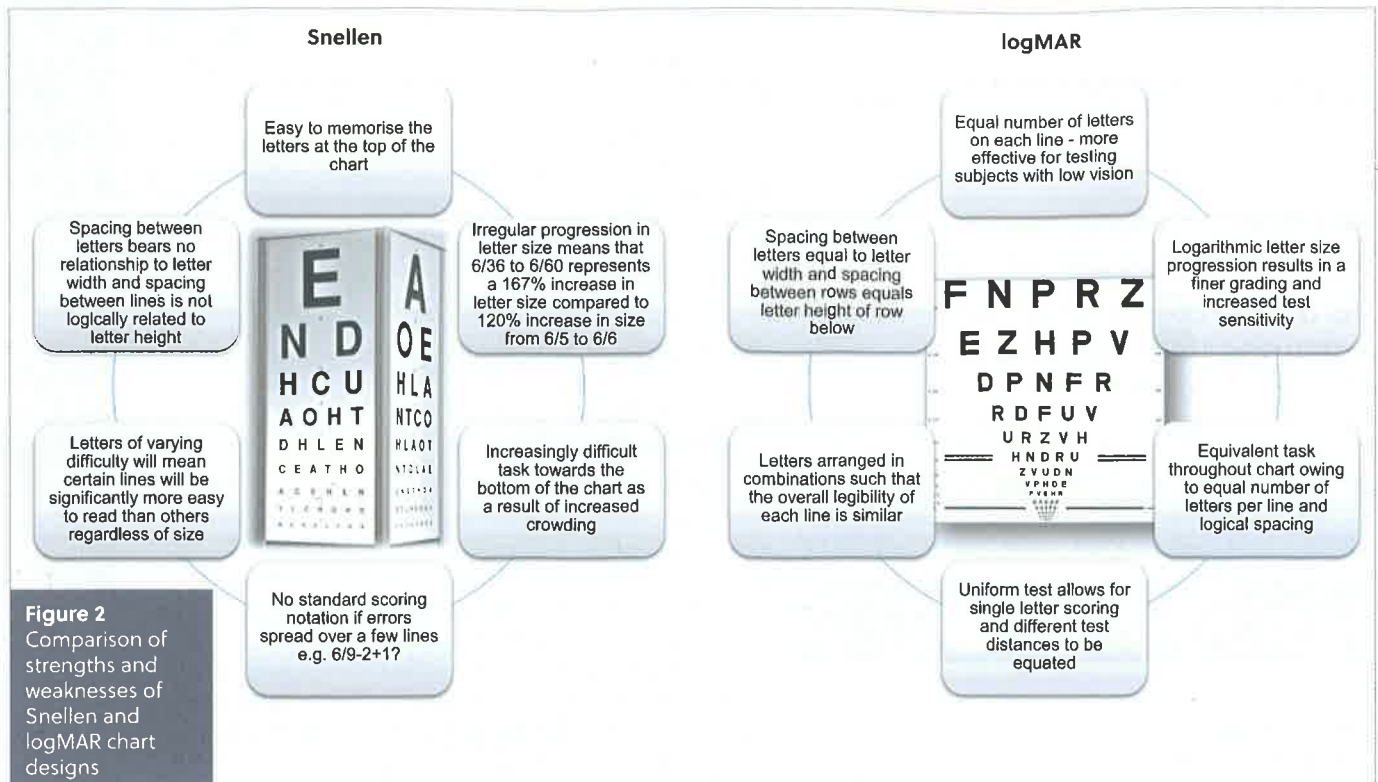 Snellen
Easy to memorise the
letters at the top of the
chart
Spacing between
letters bears no
relationship to letter
width and spacing
between lines is not
logically related to
letter height
Irregular progression in
letter size means that
6/36 to 6/60 represents
a 167% increase in
letter size compared to
120% increase in size
from 6/5 to 6/6
E
N D
H C U
A O H T
D H L E N
C E A T H O
A
O E
H L A
N T C O
H L A O T
Letters of varying
difficulty will mean
certain lines will be
significantly more easy
to read than others
regardless of size
Increasingly difficult
task towards the
bottom of the chart as
a result of increased
crowding
No standard scoring
notation if errors
spread over a few lines
e.g. 6/9-2+1?
logMAR
Equal number of letters
on each line - more
effective for testing
subjects with low vision
Spacing between
letters equal to letter
width and spacing
between rows equals
letter height of row
below
Logarithmic letter size
progression results in a
finer grading and
increased test
sensitivity
F N P R Z
E Z H P V
D P N F R
R D F U V
U R Z V H
H N D R U
Z V U D N
V P H D E
Letters arranged in
combinations such that
the overall legibility of
each line is similar
Equivalent task
throughout chart owing
to equal number of
letters per line and
logical spacing
Uniform test allows for
single letter scoring
and different test
distances to be
equated
Figure 2
Comparison of
strengths and
weaknesses of
Snellen and
logMAR chart
designs